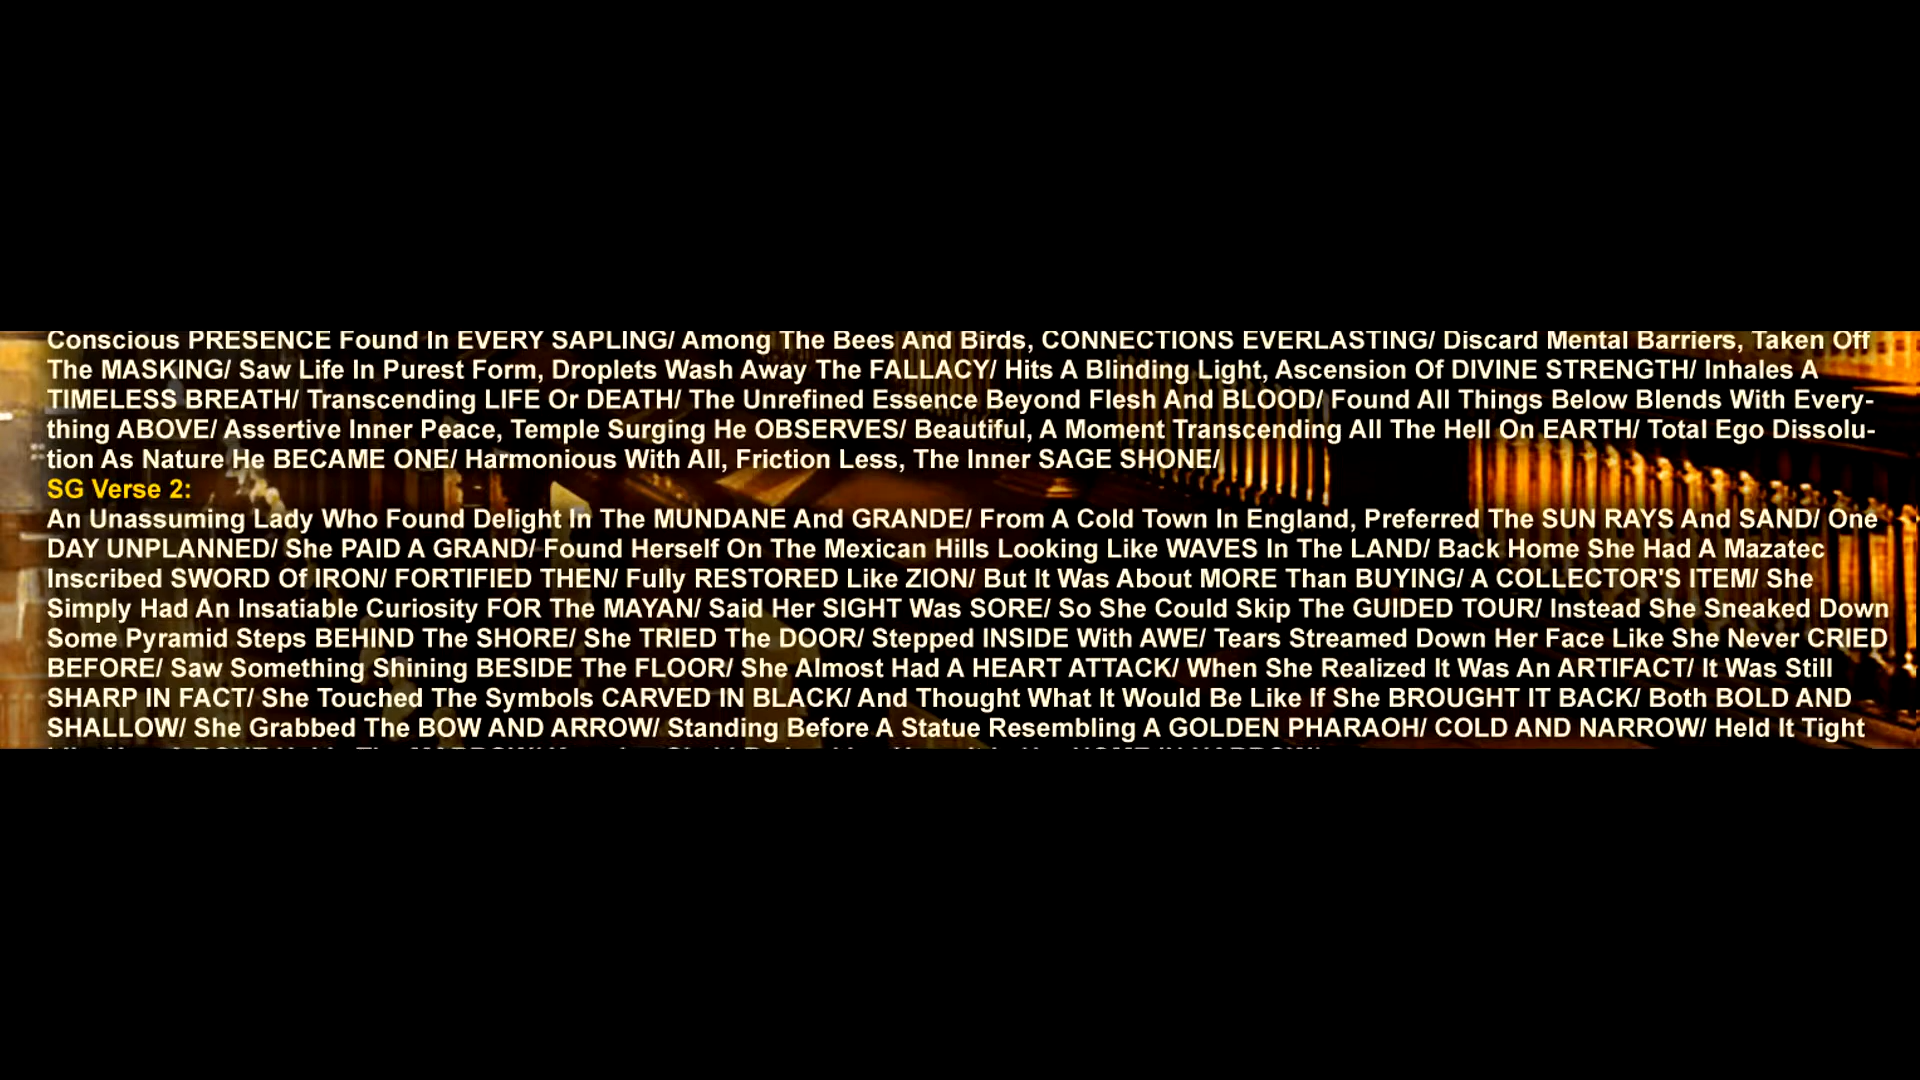 Conscious PRESENCE Found In EVERY SAPLING/ Among The Bees And Birds, CONNECTIONS EVERLASTING/ Discard Mental Barriers, Taken Off
The MASKING/ Saw Life In Purest Form, Droplets Wash Away The FALLACY/ Hits A Blinding Light, Ascension Of DIVINE STRENGTH/ Inhales A
TIMELESS BREATH/ Transcending LIFE Or DEATH/ The Unrefined Essence Beyond Flesh And BLOOD/ Found All Things Below Blends With Every-
thing ABOVE/ Assertive Inner Peace, Temple Surging He OBSERVES/ Beautiful, A Moment Transcending All The Hell On EARTH/ Total Ego Dissolu-
tion As Nature He BECAME ONE/ Harmonious With All, Friction Less, The Inner SAGE SHONE/
SG Verse 2:
An Unassuming Lady Who Found Delight In The MUNDANE And GRANDE/ From A Cold Town In England, Preferred The SUN RAYS And SAND/ One
DAY UNPLANNED/ She PAID A GRAND/ Found Herself On The Mexican Hills Looking Like WAVES In The LAND/ Back Home She Had A Mazatec
Inscribed SWORD Of IRON/ FORTIFIED THEN/ Fully RESTORED Like ZION/ But It Was About MORE Than BUYING/ A COLLECTOR'S ITEM/ She
Simply Had An Insatiable Curiosity FOR The MAYAN/ Said Her SIGHT Was SORE/ So She Could Skip The GUIDED TOUR/ Instead She Sneaked Down
Some Pyramid Steps BEHIND The SHORE/ She TRIED The DOOR/ Stepped INSIDE With AWE/ Tears Streamed Down Her Face Like She Never CRIED
BEFORE/ Saw Something Shining BESIDE The FLOOR/ She Almost Had A HEART ATTACK/ When She Realized It Was An ARTIFACT/ It Was Still
SHARP IN FACT/ She Touched The Symbols CARVED IN BLACK/ And Thought What It Would Be Like If She BROUGHT IT BACK/ Both BOLD AND
SHALLOW/ She Grabbed The BOW AND ARROW/ Standing Before A Statue Resembling A GOLDEN PHARAOH/ COLD AND NARROW/ Held It Tight